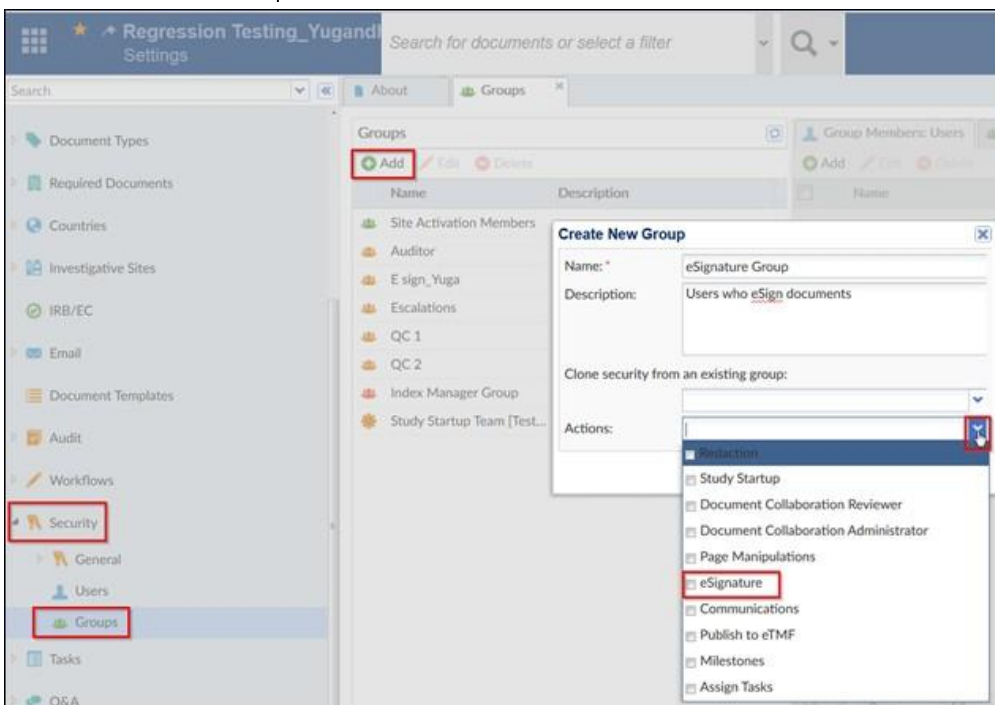 Regression Testing_Yugandl
Settings
Search for documents or select a filter
Search
About
Groups
Document Types
Required Documents
Countries
Investigative Sites
IRB/EC
Email
Document Templates
Audit
Workflows
Security
General
Users
Groups
Tasks
Q&A
Groups
Add Edit Delete
Name Description
Site Activation Members
Auditor
E sign_Yuga
Escalations
QC 1
QC 2
Index Manager Group
Study Startup Team [Test...
Group Members: Users
Add Edit Delete
Name
Create New Group
Name: * eSignature Group
Description: Users who eSign documents
Clone security from an existing group:
Actions:
Redaction
Study Startup
Document Collaboration Reviewer
Document Collaboration Administrator
Page Manipulations
eSignature
Communications
Publish to eTMF
Milestones
Assign Tasks